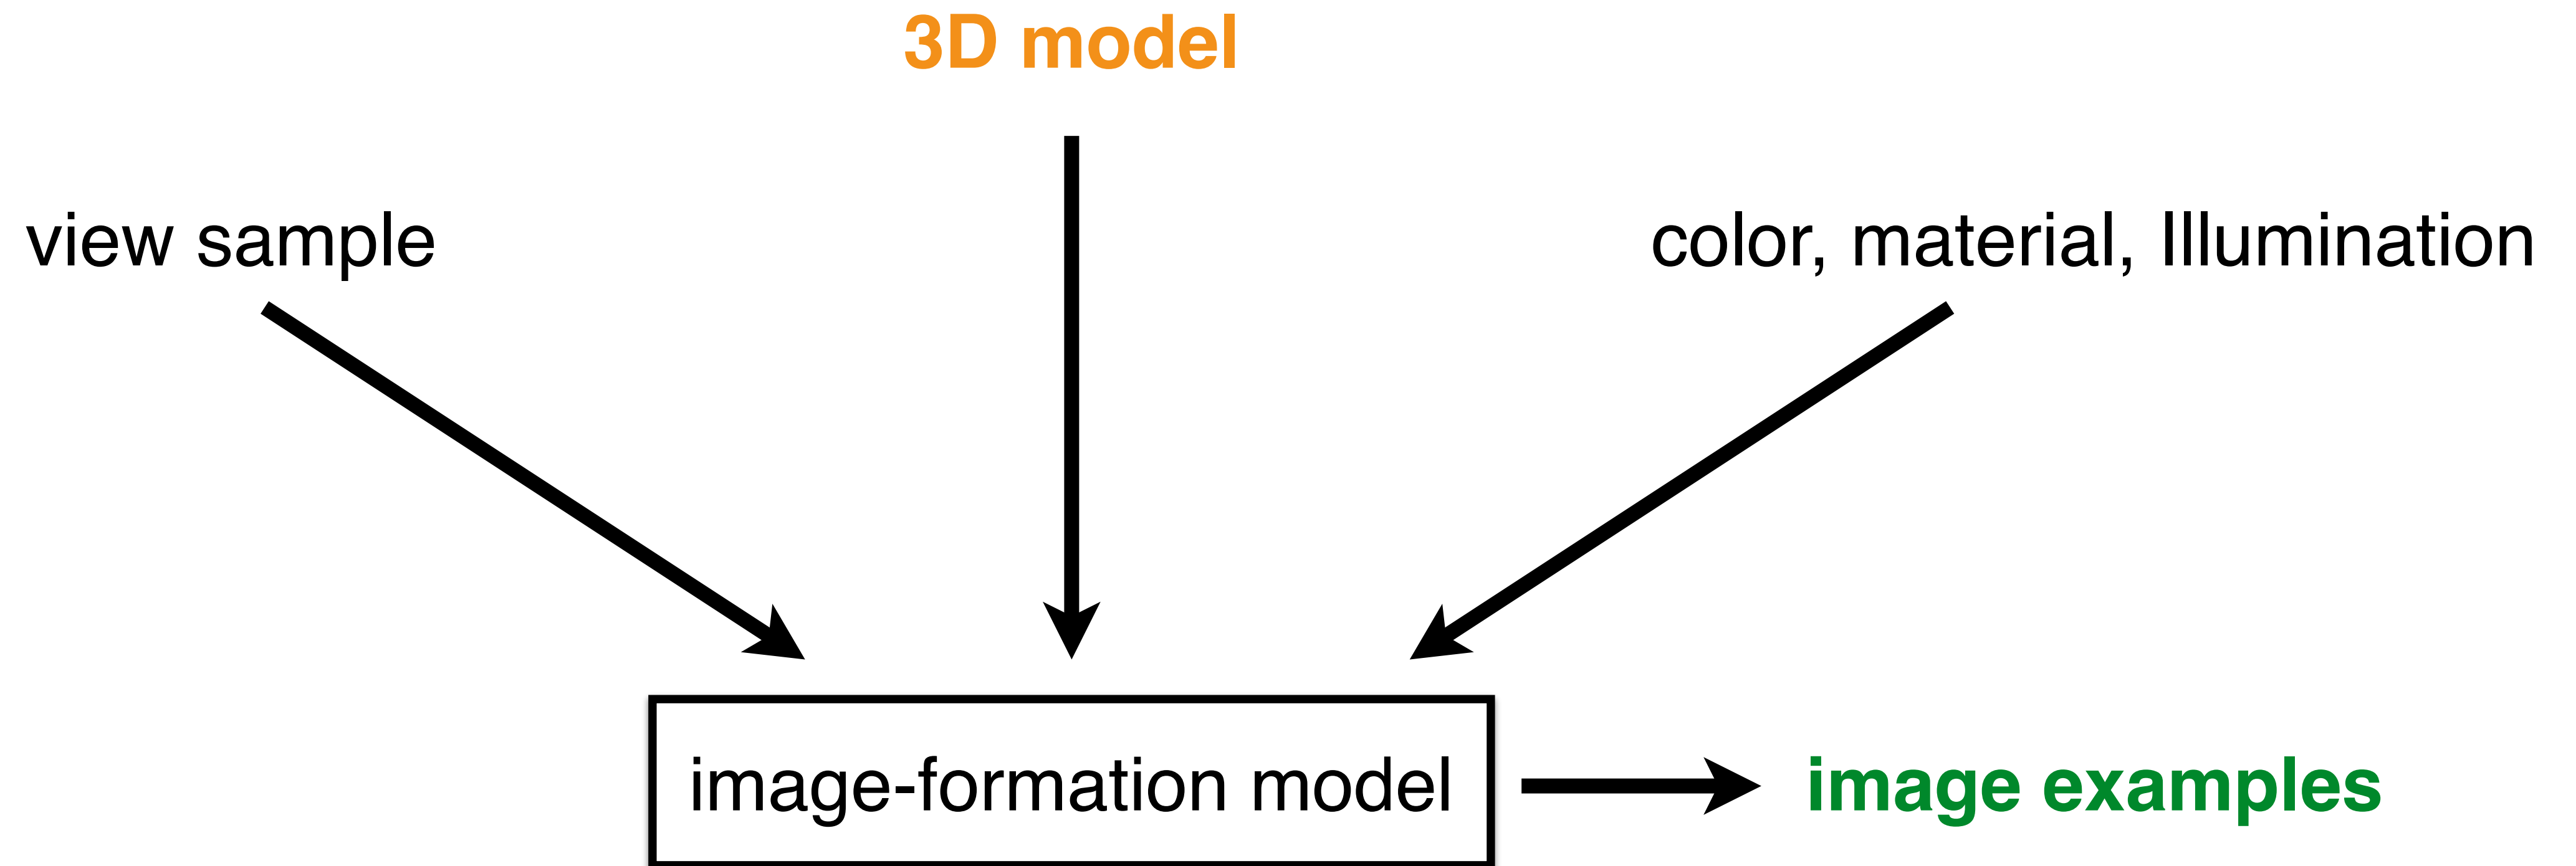 3D model
view sample
color, material, Illumination
image-formation model
image examples